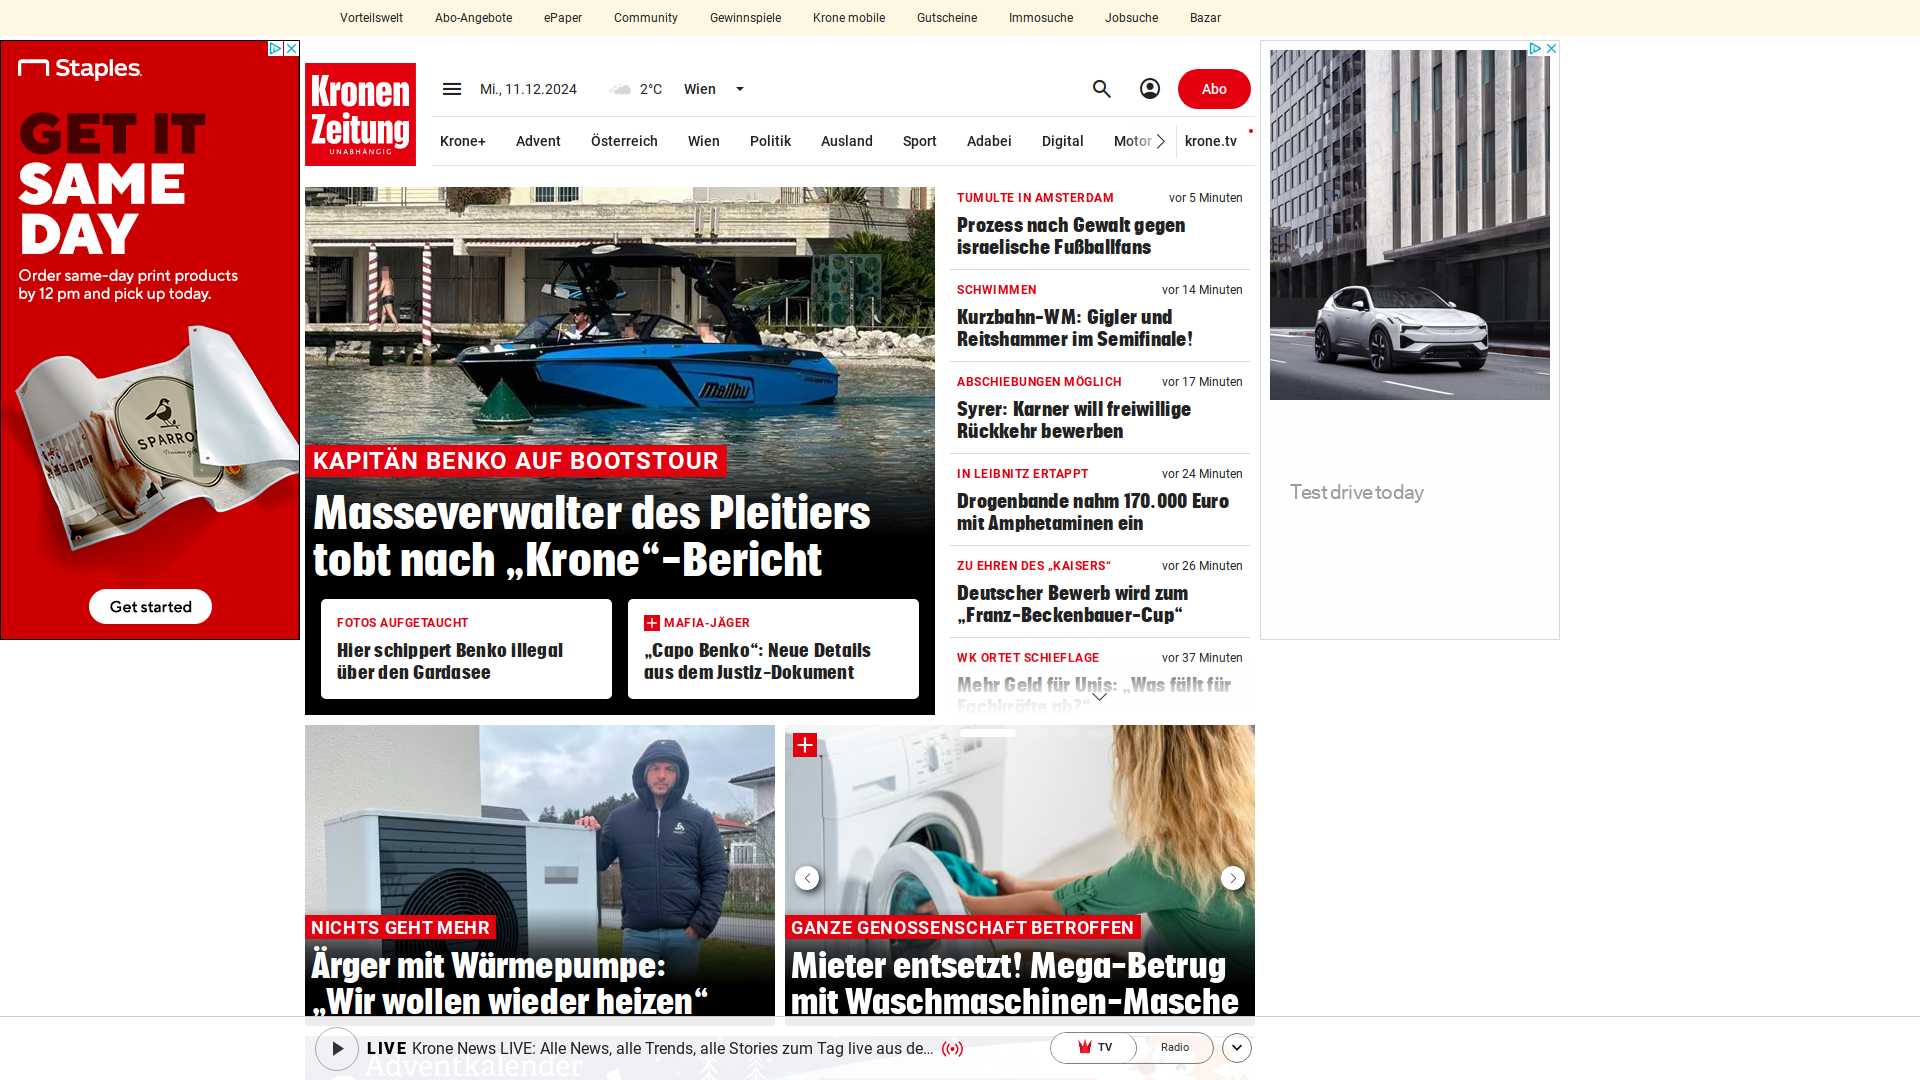 Vorteilswelt Abo-Angebote ePaper Community Gewinnspiele Krone mobile Gutscheine Immosuche Jobsuche Bazar
Staples.
GET IT
SAME
DAY
Order same-day print products
by 12 pm and pick up today.
SPARRO
Get started
Kronen
Zeitung
UNABHÄNGIG
Mi., 11.12.2024 2°C Wien
Abo
Krone+ Advent Österreich Wien Politik Ausland Sport Adabei Digital Motor krone.tv
Malibu
KAPITÄN BENKO AUF BOOTSTOUR
Masseverwalter des Pleitiers
tobt nach „Krone“-Bericht
FOTOS AUFGETAUCHT
Hier schippert Benko illegal
über den Gardasee
MAFIA-JÄGER
„Capo Benko“: Neue Details
aus dem Justiz-Dokument
TUMULTE IN AMSTERDAM vor 5 Minuten
Prozess nach Gewalt gegen
israelische Fußballfans
SCHWIMMEN vor 14 Minuten
Kurzbahn-WM: Gigler und
Reitshammer im Semifinale!
ABSCHIEBUNGEN MÖGLICH vor 17 Minuten
Syrer: Karner will freiwillige
Rückkehr bewerben
IN LEIBNITZ ERTAPPT vor 24 Minuten
Drogenbande nahm 170.000 Euro
mit Amphetaminen ein
ZU EHREN DES „KAISERS“ vor 26 Minuten
Deutscher Bewerb wird zum
„Franz-Beckenbauer-Cup“
WK ORTET SCHIEFLAGE vor 37 Minuten
Mehr Geld für Unis: „Was fällt für
Fachkräfte ab?“
Test drive today
NICHTS GEHT MEHR
Ärger mit Wärmepumpe:
„Wir wollen wieder heizen“
GANZE GENOSSENSCHAFT BETROFFEN
Mieter entsetzt! Mega-Betrug
mit Waschmaschinen-Masche
LIVE Krone News LIVE: Alle News, alle Trends, alle Stories zum Tag live aus de...
TV
Radio
Adventkalender